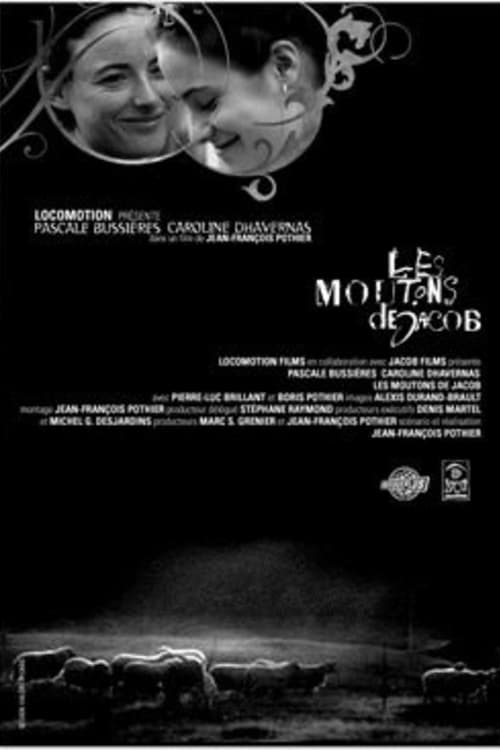 LOCOMOTION PRÉSENTE
PASCALE BUSSIÈRES CAROLINE DHAVERNAS
dans un film de JEAN-FRANÇOIS POTHIER
LES
MOUTONS
de JACOB
LOCOMOTION FILMS en collaboration avec JACOB FILMS présente
PASCALE BUSSIÈRES CAROLINE DHAVERNAS
LES MOUTONS DE JACOB
avec PIERRE-LUC BRILLANT et BORIS POTHIER images ALEXIS DURAND-BRAULT
montage JEAN-FRANÇOIS POTHIER producteur délégué STÉPHANE RAYMOND producteurs exécutifs DENIS MARTEL
et MICHEL G. DESJARDINS producteurs MARC S. GRENIER et JEAN-FRANÇOIS POTHIER scénario et réalisation
JEAN-FRANÇOIS POTHIER